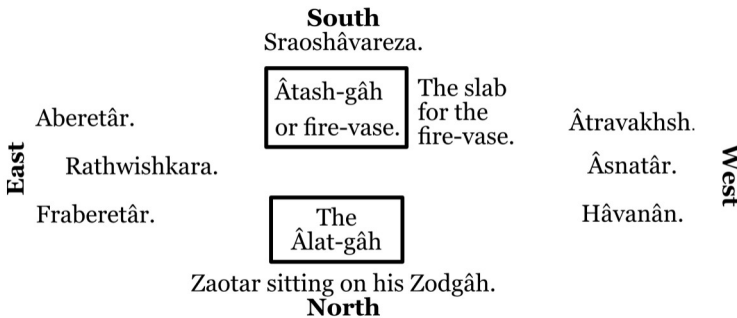 South
Sraoshâvareza.
Âtash-gâh
or fire-vase.
The slab
for the
fire-vase.
Aberetâr.
Âtravakhsh.
East
Rathwishkara.
Âsnatâr.
West
Fraberetâr.
The
Âlat-gâh
Hâvanân.
Zaotar sitting on his Zodgâh.
North